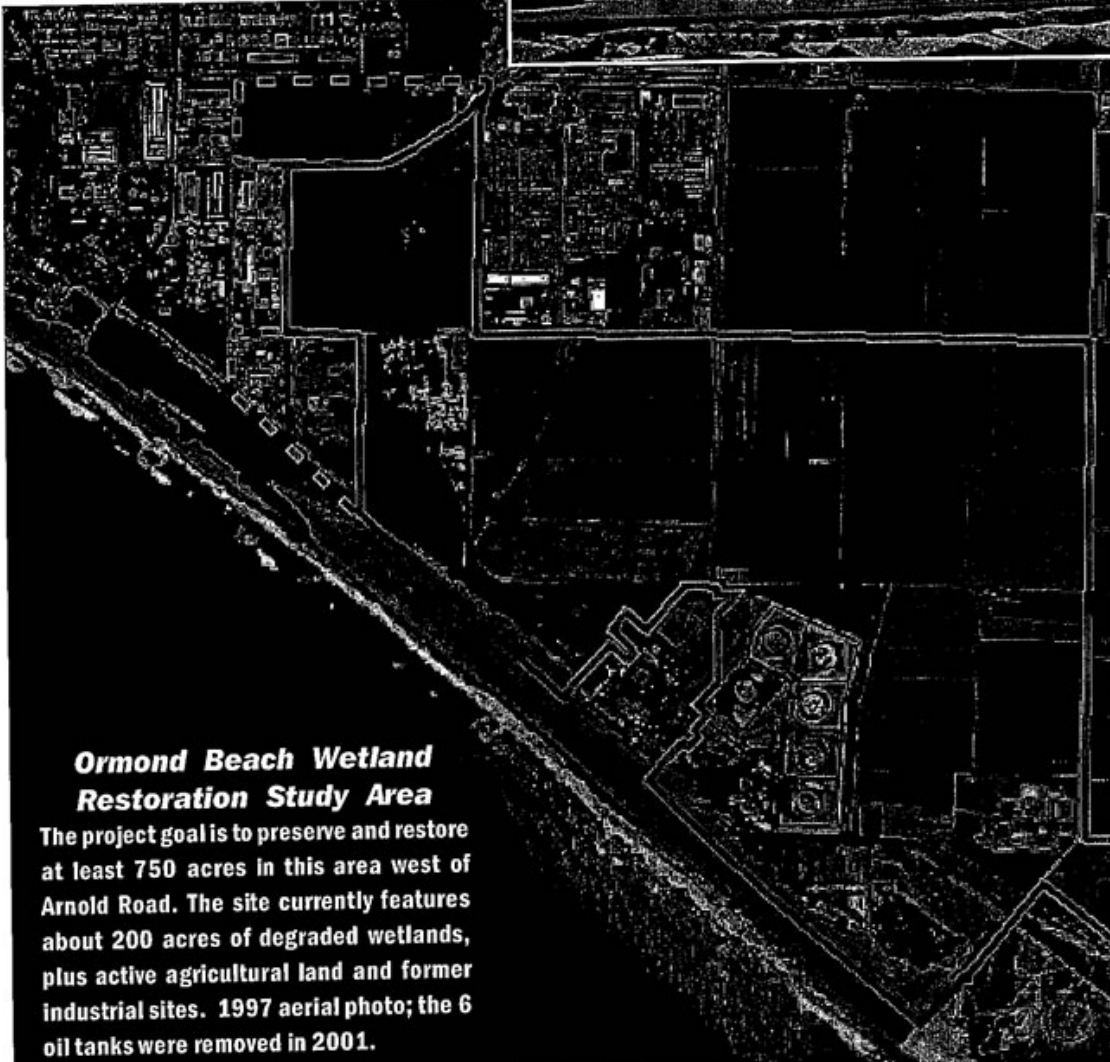 Ormond Beach Wetland
Restoration Study Area
The project goal is to preserve and restore
at least 750 acres in this area west of
Arnold Road. The site currently features
about 200 acres of degraded wetlands,
plus active agricultural land and former
industrial sites. 1997 aerial photo; the 6
oil tanks were removed in 2001.